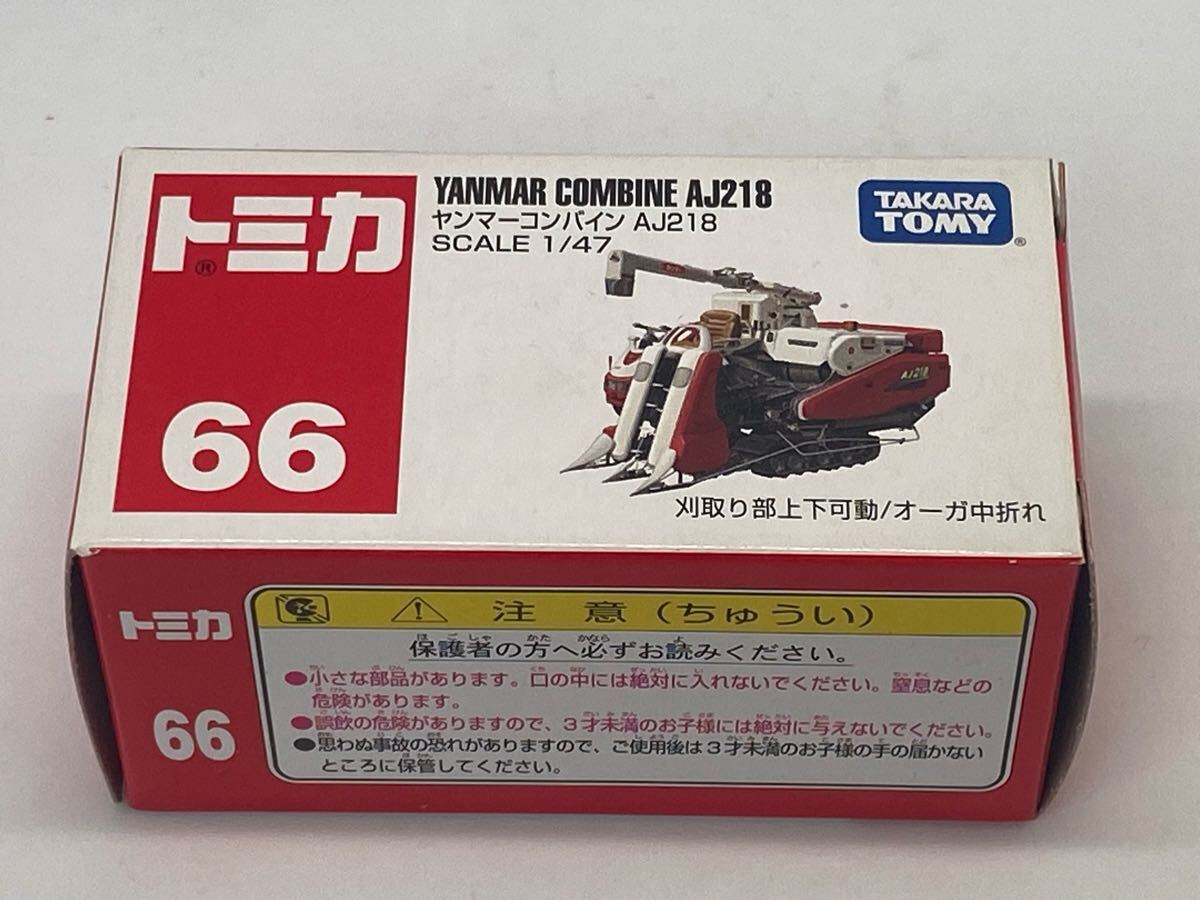 トミカ
®
66
YANMAR COMBINE AJ218
ヤンマーコンバイン AJ218
SCALE 1/47
TAKARA
TOMY
®
AJ218
刈取り部上下可動/オーガ中折れ
トミカ
66
注 意 (ちゅうい)
保護者の方へ必ずお読みください。
●小さな部品があります。口の中には絶対に入れないでください。窒息などの
危険があります。
●誤飲の危険がありますので、3才未満のお子様には絶対に与えないでください。
●思わぬ事故の恐れがありますので、ご使用後は3才未満のお子様の手の届かない
ところに保管してください。